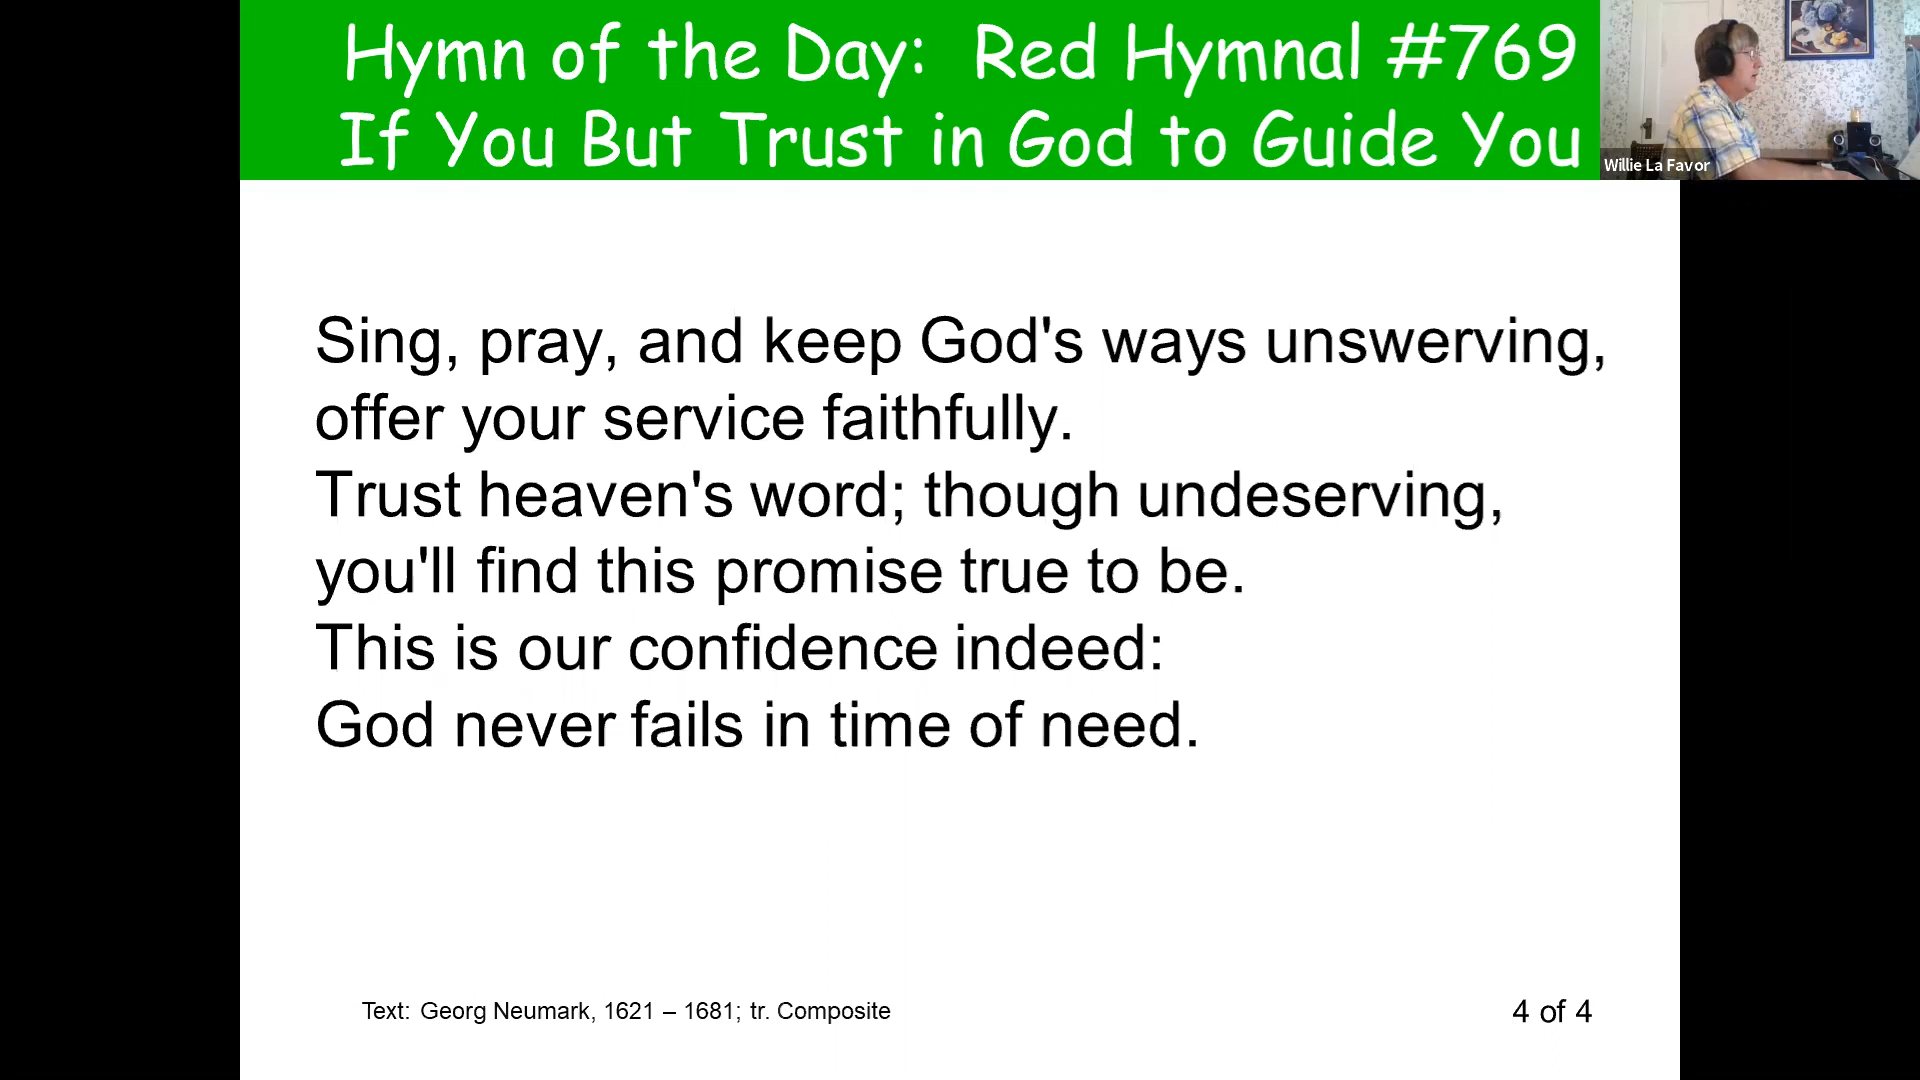 Hymn of the Day: Red Hymnal #769
If You But Trust in God to Guide You
Willie La Favor
Sing, pray, and keep God's ways unswerving,
offer your service faithfully.
Trust heaven's word; though undeserving,
you'll find this promise true to be.
This is our confidence indeed:
God never fails in time of need.
Text: Georg Neumark, 1621 – 1681; tr. Composite
4 of 4